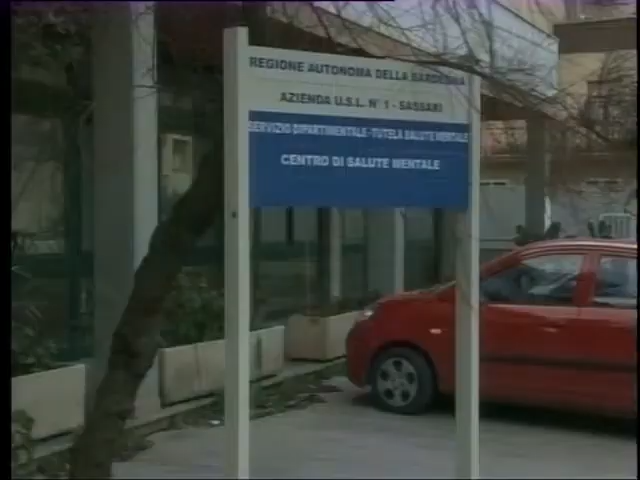 REGIONE AUTONOMA DELLA SARDEGNA
AZIENDA U.S.L. N° 1 - SASSARI
SERVIZIO DIPARTIMENTALE - TUTELA SALUTE MENTALE
CENTRO DI SALUTE MENTALE